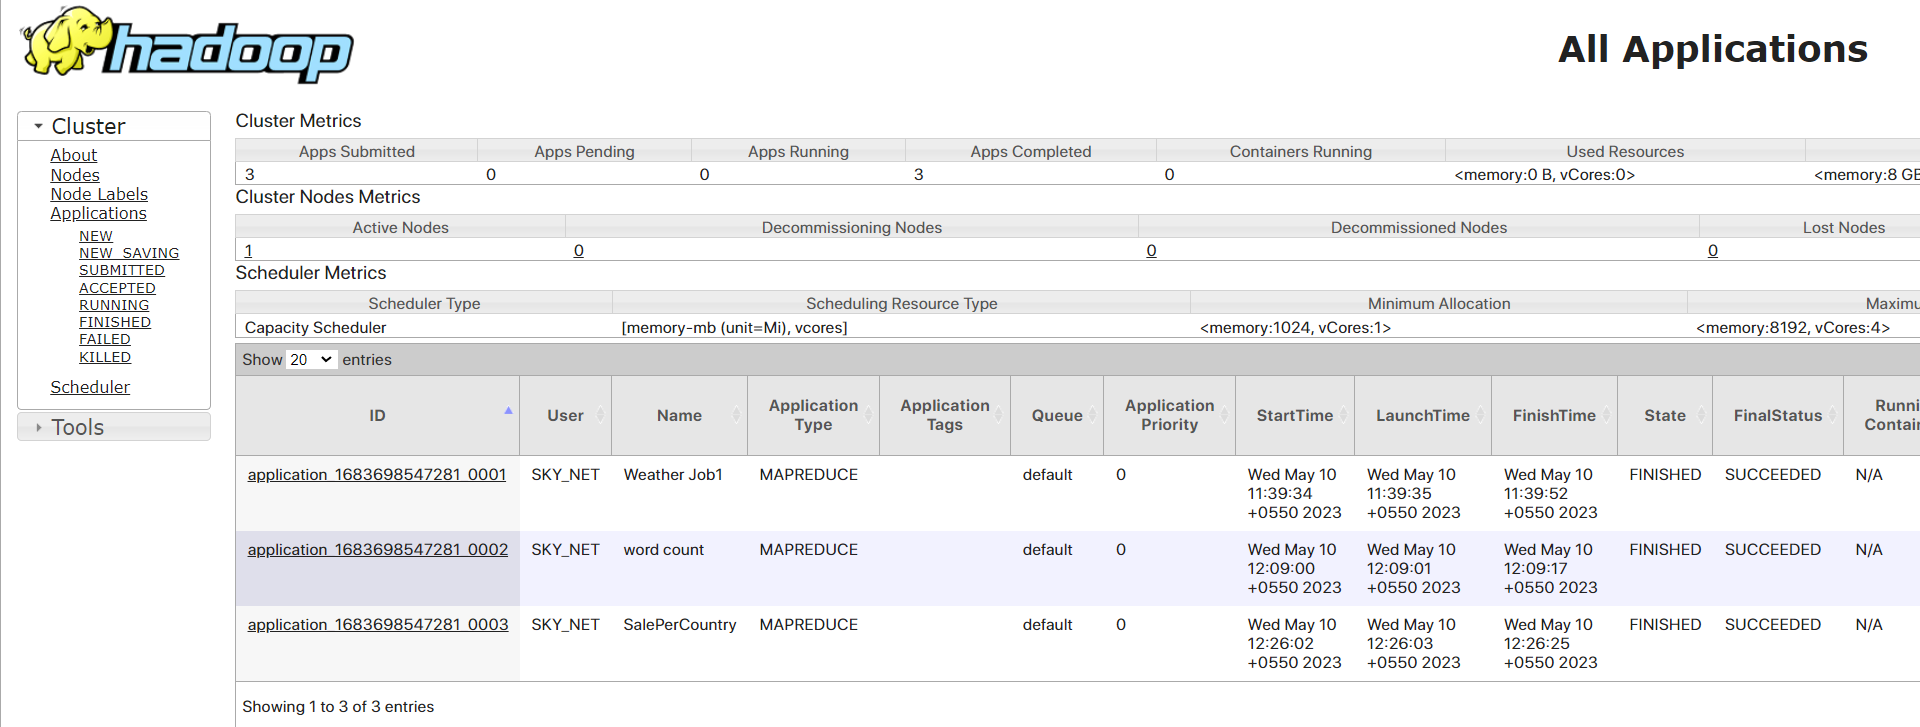 hadoop
All Applications
Cluster
About
Nodes
Node Labels
Applications
NEW
NEW_SAVING
SUBMITTED
ACCEPTED
RUNNING
FINISHED
FAILED
KILLED
Scheduler
Tools
Cluster Metrics
Apps Submitted Apps Pending Apps Running Apps Completed Containers Running Used Resources
3 0 0 3 0 <memory:0 B, vCores:0> <memory:8 GB
Cluster Nodes Metrics
Active Nodes Decommissioning Nodes Decommissioned Nodes Lost Nodes
1 0 0 0
Scheduler Metrics
Scheduler Type Scheduling Resource Type Minimum Allocation Maximu
Capacity Scheduler [memory-mb (unit=Mi), vcores] <memory:1024, vCores:1> <memory:8192, vCores:4>
Show 20 entries
ID User Name Application Type Application Tags Queue Application Priority StartTime LaunchTime FinishTime State FinalStatus Runni Contain
application_1683698547281_0001 SKY_NET Weather Job1 MAPREDUCE default 0 Wed May 10 11:39:34 +0550 2023 Wed May 10 11:39:35 +0550 2023 Wed May 10 11:39:52 +0550 2023 FINISHED SUCCEEDED N/A
application_1683698547281_0002 SKY_NET word count MAPREDUCE default 0 Wed May 10 12:09:00 +0550 2023 Wed May 10 12:09:01 +0550 2023 Wed May 10 12:09:17 +0550 2023 FINISHED SUCCEEDED N/A
application_1683698547281_0003 SKY_NET SalePerCountry MAPREDUCE default 0 Wed May 10 12:26:02 +0550 2023 Wed May 10 12:26:03 +0550 2023 Wed May 10 12:26:25 +0550 2023 FINISHED SUCCEEDED N/A
Showing 1 to 3 of 3 entries